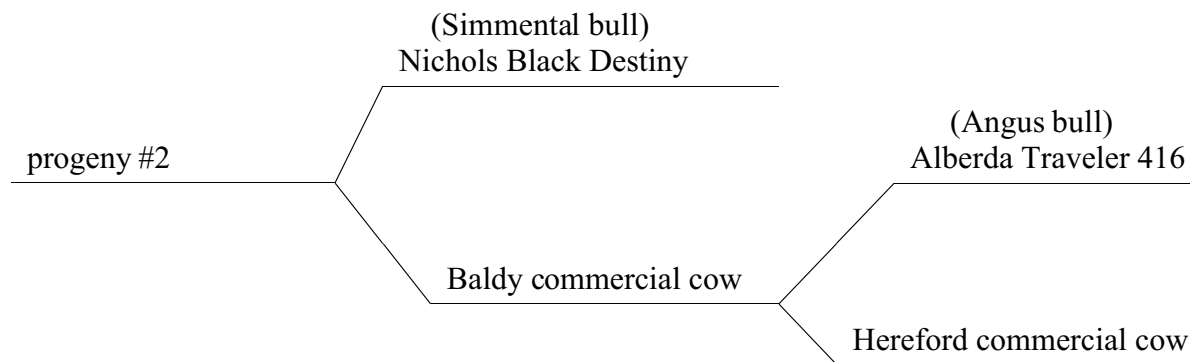 (Simmental bull)
Nichols Black Destiny
(Angus bull)
progeny #2
Alberda Traveler 416
Baldy commercial cow
Hereford commercial cow